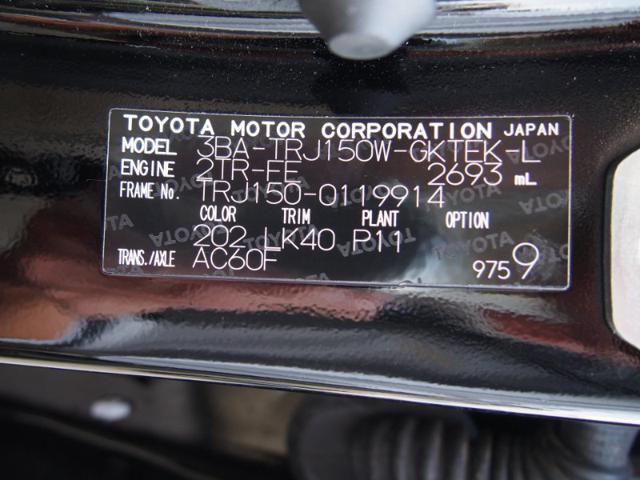 TOYOTA MOTOR CORPORATION JAPAN
MODEL 3BA-TRJ150W-GKTEK-L
ENGINE 2TR-FE 2693 mL
FRAME No. TRJ150-0119914
COLOR TRIM PLANT OPTION
202 LK40 P11
TRANS./AXLE AC60F
9759